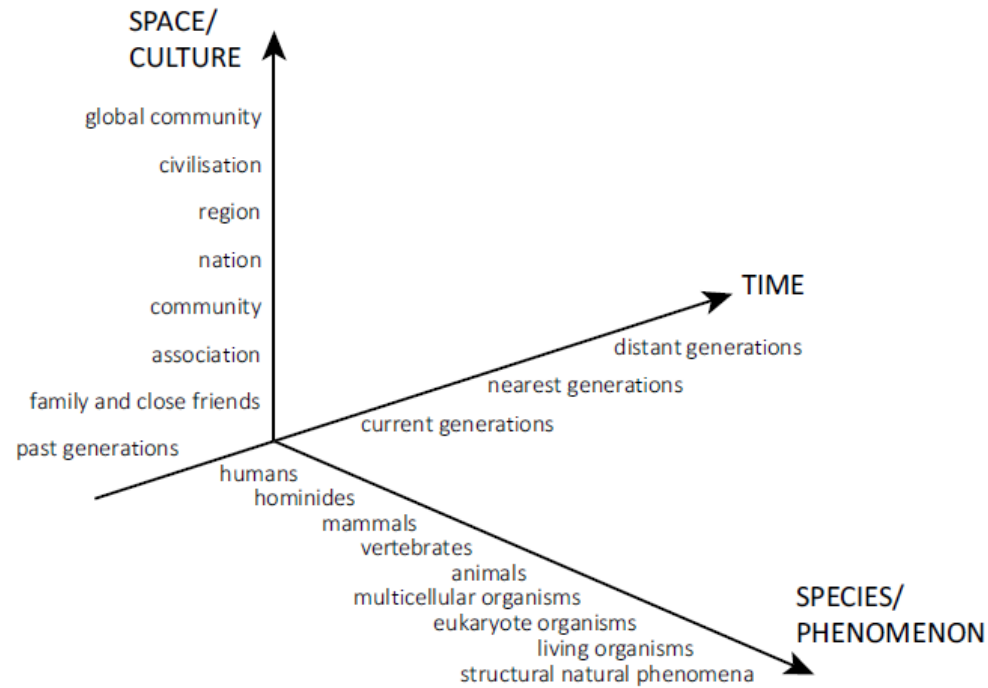 SPACE/
CULTURE
global community
civilisation
region
nation
community
association
family and close friends
past generations
TIME
distant generations
nearest generations
current generations
humans
hominides
mammals
vertebrates
animals
multicellular organisms
eukaryote organisms
living organisms
structural natural phenomena
SPECIES/
PHENOMENON